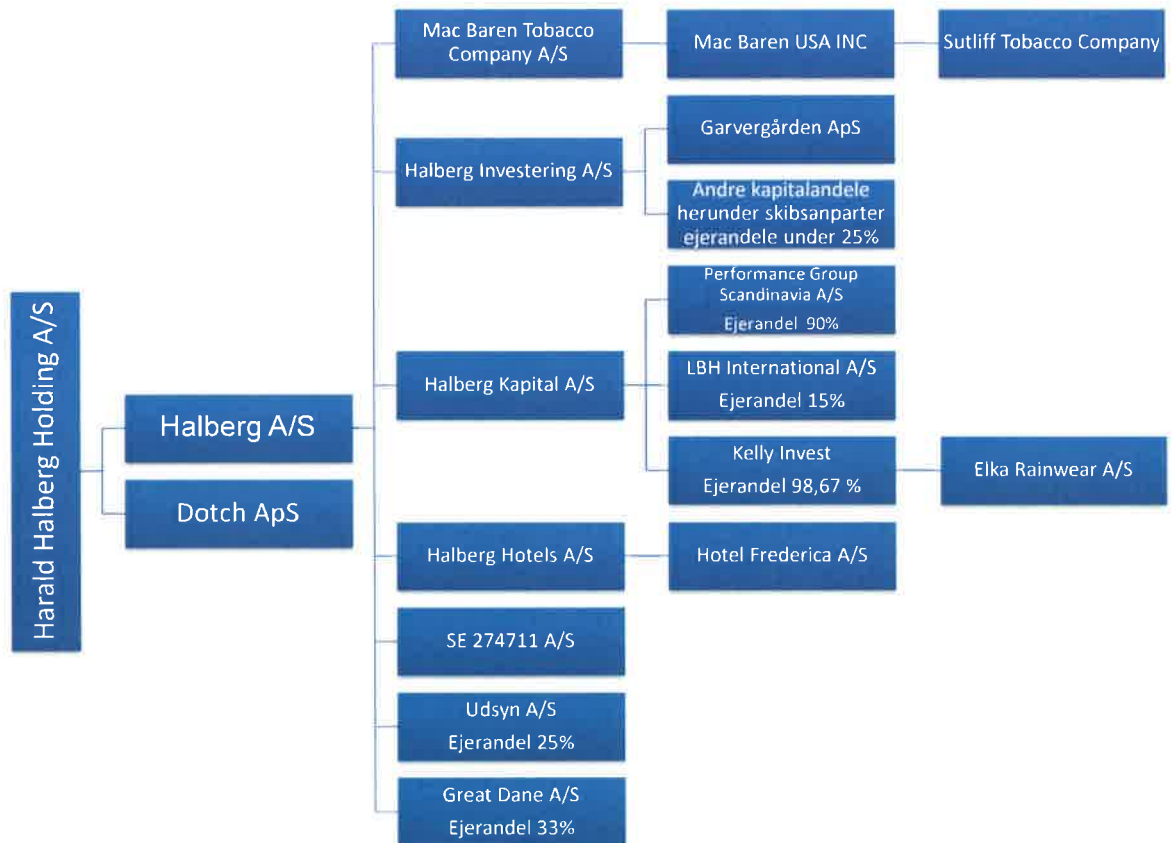 Mac Baren Tobacco
Company A/S
Mac Baren USA INC
Sutliff Tobacco Company
Halberg Investering A/S
Garvergården ApS
Andre kapitalandele
herunder skibsanparter
ejerandele under 25%
Harald Halberg Holding A/S
Halberg A/S
Dotch ApS
Halberg Kapital A/S
Performance Group
Scandinavia A/S
Ejerandel 90%
LBH International A/S
Ejerandel 15%
Kelly Invest
Ejerandel 98,67 %
Elka Rainwear A/S
Halberg Hotels A/S
Hotel Frederica A/S
SE 274711 A/S
Udsyn A/S
Ejerandel 25%
Great Dane A/S
Ejerandel 33%